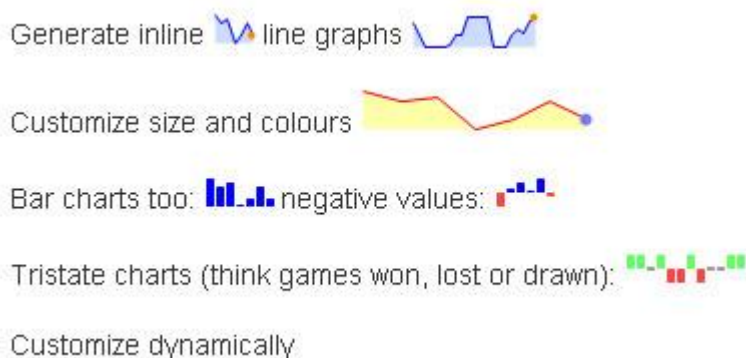 Generate inline line graphs
Customize size and colours
Bar charts too: negative values:
Tristate charts (think games won, lost or drawn):
Customize dynamically